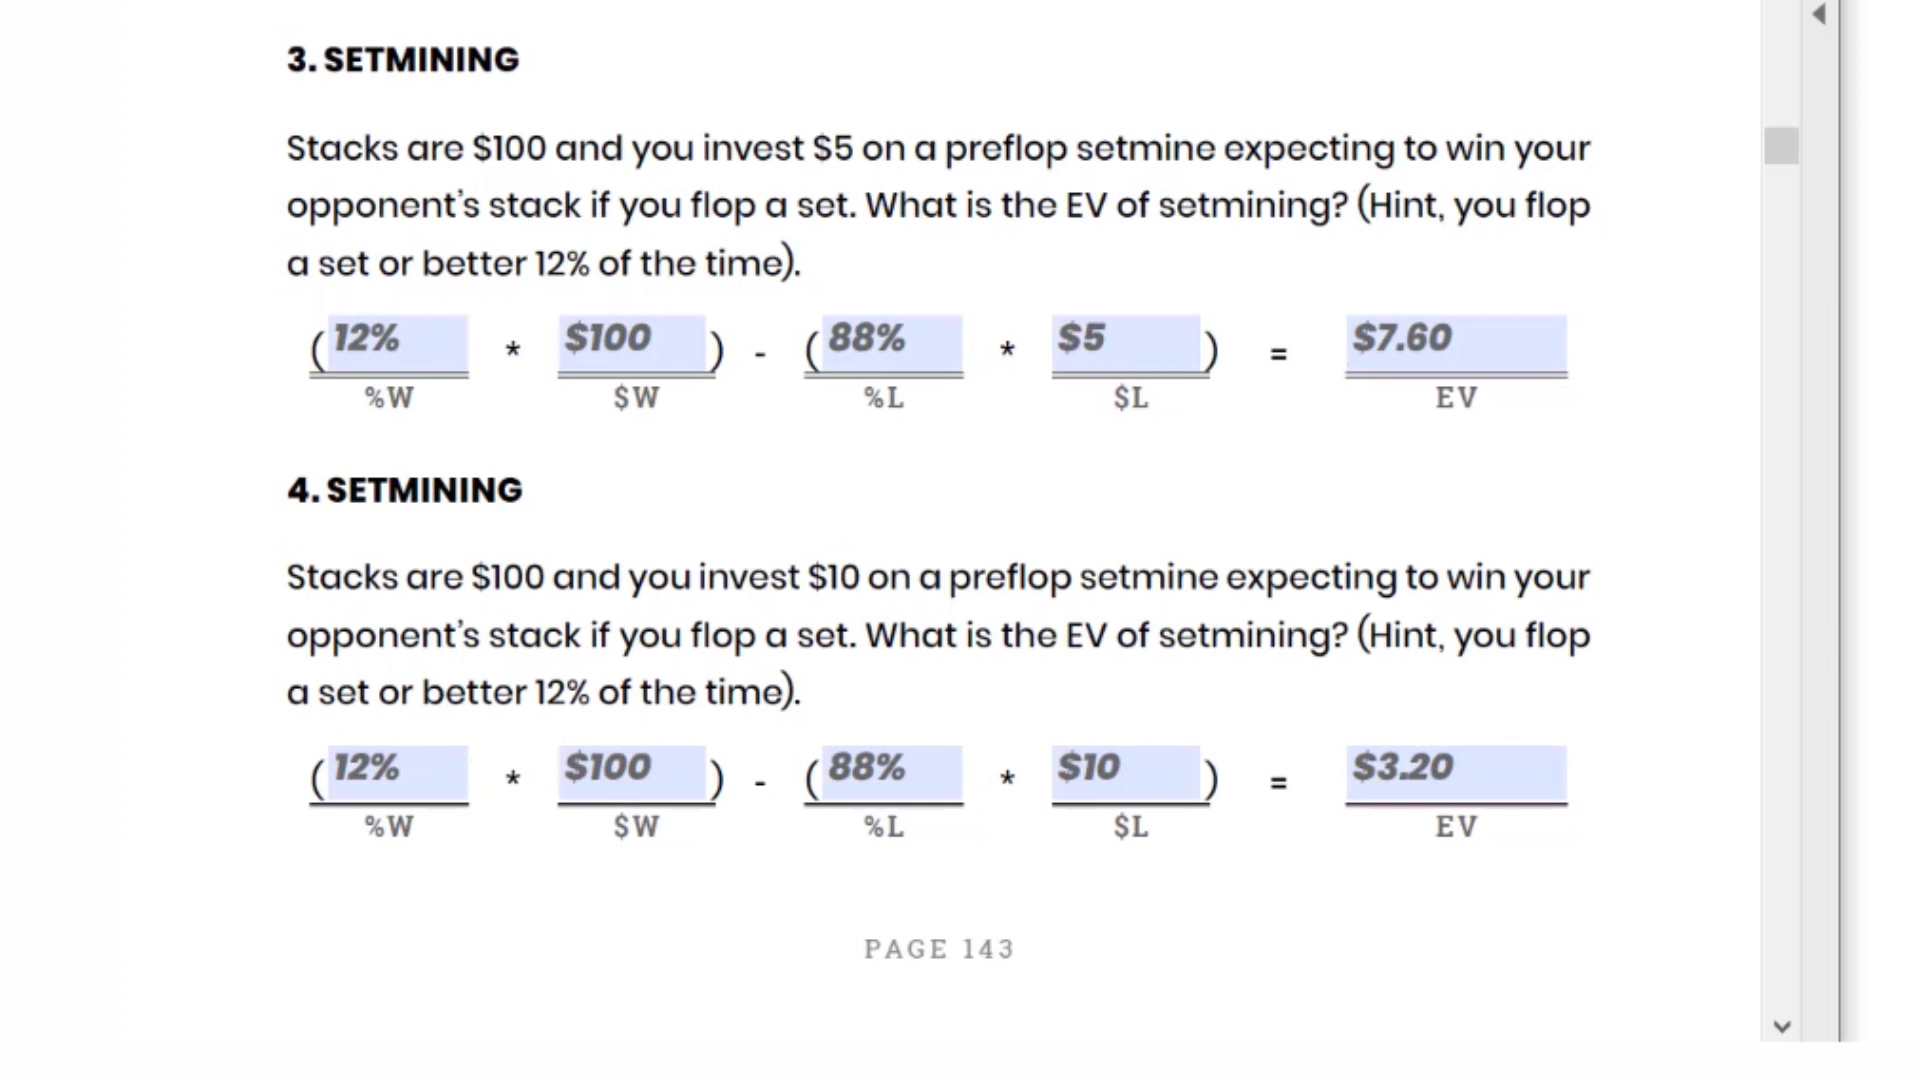 3. SETMINING
Stacks are $100 and you invest $5 on a preflop setmine expecting to win your
opponent's stack if you flop a set. What is the EV of setmining? (Hint, you flop
a set or better 12% of the time).
( 12% * $100 ) - ( 88% * $5 ) = $7.60
%W $W %L $L EV
4. SETMINING
Stacks are $100 and you invest $10 on a preflop setmine expecting to win your
opponent's stack if you flop a set. What is the EV of setmining? (Hint, you flop
a set or better 12% of the time).
( 12% * $100 ) - ( 88% * $10 ) = $3.20
%W $W %L $L EV
PAGE 143